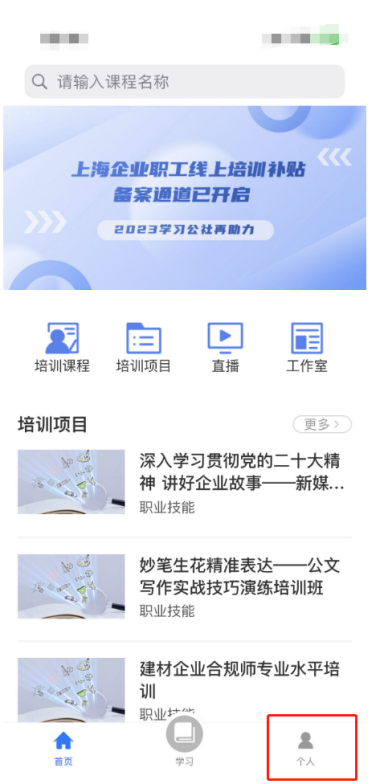 请输入课程名称
上海企业职工线上培训补贴
备案通道已开启
2023学习公社再助力
培训课程
培训项目
直播
工作室
培训项目
更多
深入学习贯彻党的二十大精
神 讲好企业故事——新媒...
职业技能
妙笔生花精准表达——公文
写作实战技巧演练培训班
职业技能
建材企业合规师专业水平培
训
职业技能
首页
学习
个人